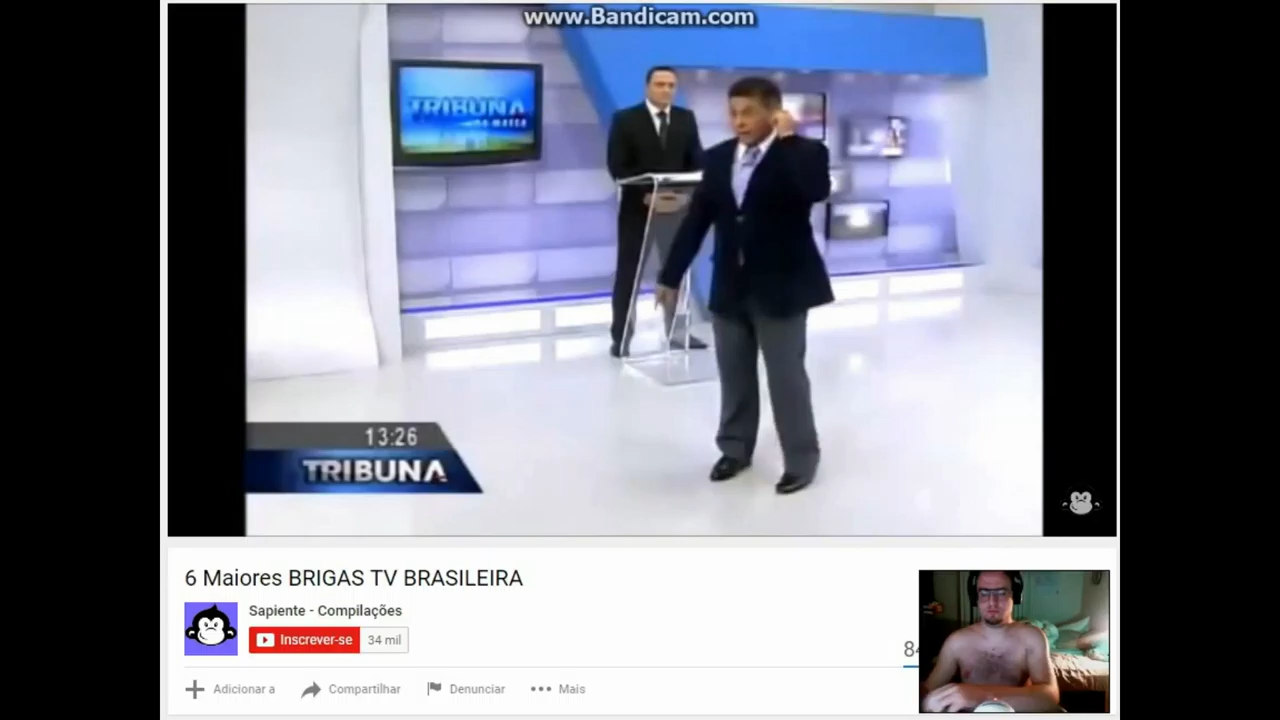 www.Bandicam.com
TRIBUNA
13:26
TRIBUNA
6 Maiores BRIGAS TV BRASILEIRA
Sapiente - Compilações
Inscrever-se 34 mil
Adicionar a Compartilhar Denunciar Mais